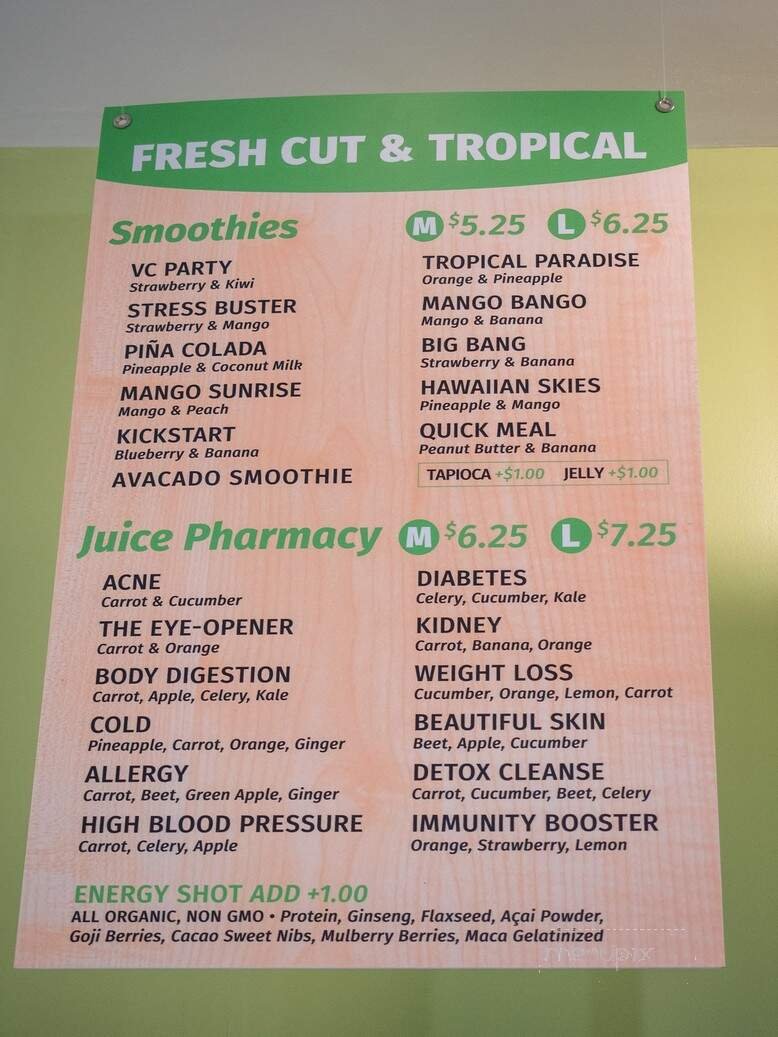 FRESH CUT & TROPICAL
Smoothies M $5.25 L $6.25
VC PARTY
Strawberry & Kiwi
STRESS BUSTER
Strawberry & Mango
PIÑA COLADA
Pineapple & Coconut Milk
MANGO SUNRISE
Mango & Peach
KICKSTART
Blueberry & Banana
AVACADO SMOOTHIE
TROPICAL PARADISE
Orange & Pineapple
MANGO BANGO
Mango & Banana
BIG BANG
Strawberry & Banana
HAWAIIAN SKIES
Pineapple & Mango
QUICK MEAL
Peanut Butter & Banana
TAPIOCA +$1.00 JELLY +$1.00
Juice Pharmacy M $6.25 L $7.25
ACNE
Carrot & Cucumber
THE EYE-OPENER
Carrot & Orange
BODY DIGESTION
Carrot, Apple, Celery, Kale
COLD
Pineapple, Carrot, Orange, Ginger
ALLERGY
Carrot, Beet, Green Apple, Ginger
HIGH BLOOD PRESSURE
Carrot, Celery, Apple
DIABETES
Celery, Cucumber, Kale
KIDNEY
Carrot, Banana, Orange
WEIGHT LOSS
Cucumber, Orange, Lemon, Carrot
BEAUTIFUL SKIN
Beet, Apple, Cucumber
DETOX CLEANSE
Carrot, Cucumber, Beet, Celery
IMMUNITY BOOSTER
Orange, Strawberry, Lemon
ENERGY SHOT ADD +1.00
ALL ORGANIC, NON GMO • Protein, Ginseng, Flaxseed, Açai Powder,
Goji Berries, Cacao Sweet Nibs, Mulberry Berries, Maca Gelatinized
menupix